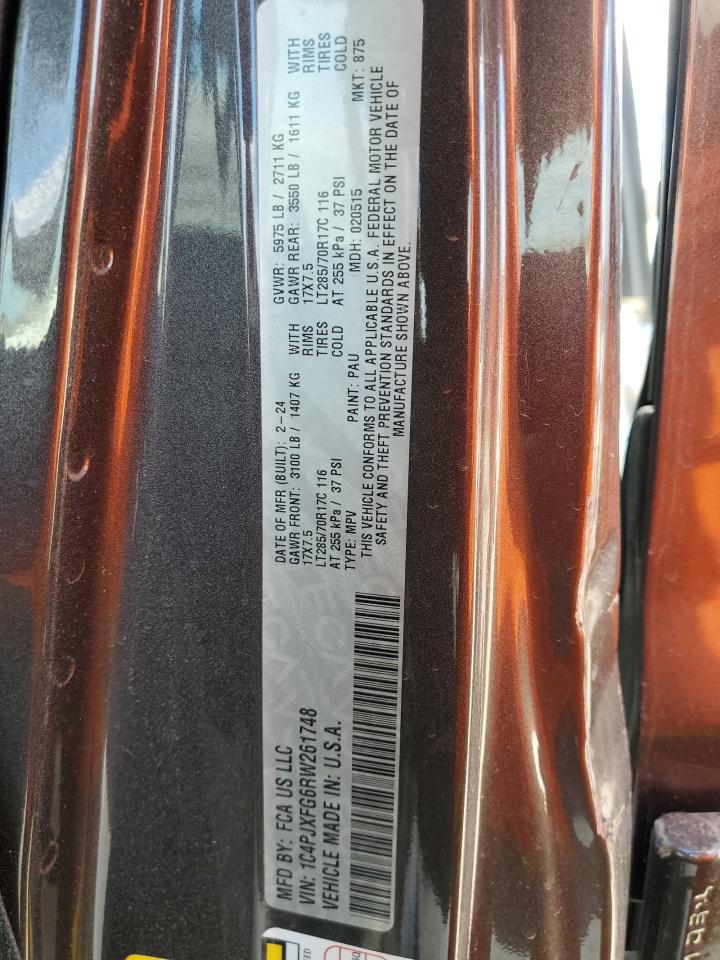 MFD BY: FCA US LLC
VIN: 1C4PJXFG6RW261748
VEHICLE MADE IN: U.S.A.
DATE OF MFR (BUILT): 2-24 GVWR: 5975 LB / 2711 KG
GAWR FRONT: 3100 LB / 1407 KG WITH GAWR REAR: 3550 LB / 1611 KG WITH
17X7.5 RIMS 17X7.5 RIMS
LT285/70R17C 116 TIRES LT285/70R17C 116 TIRES
AT 255 kPa / 37 PSI COLD AT 255 kPa / 37 PSI COLD
TYPE: MPV PAINT: PAU MDH: 020515 MKT: 875
THIS VEHICLE CONFORMS TO ALL APPLICABLE U.S.A. FEDERAL MOTOR VEHICLE
SAFETY AND THEFT PREVENTION STANDARDS IN EFFECT ON THE DATE OF
MANUFACTURE SHOWN ABOVE.